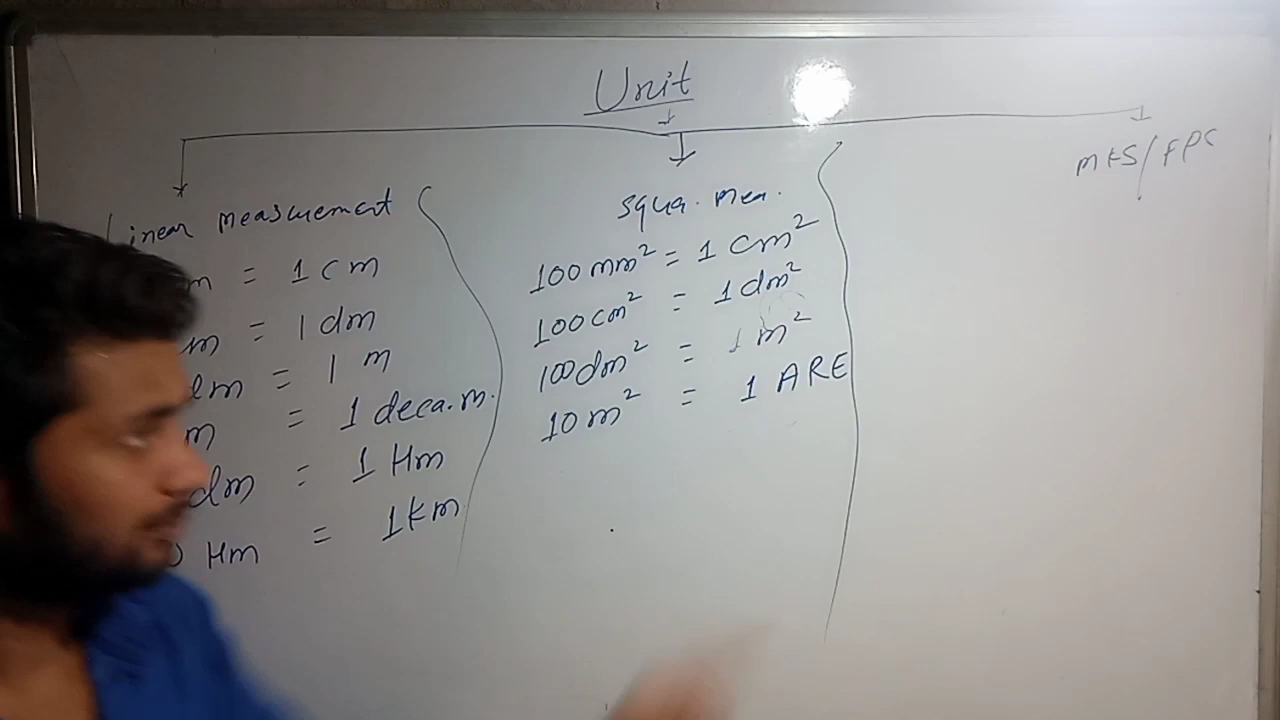 Unit
Linear measurement
m = 1 cm
m = 1 dm
dm = 1 m
m = 1 deca.m.
dm = 1 Hm
0 Hm = 1 km
squa. mea.
100 mm² = 1 cm²
100 cm² = 1 dm²
100 dm² = 1 m²
10 m² = 1 ARE
MKS/FPS